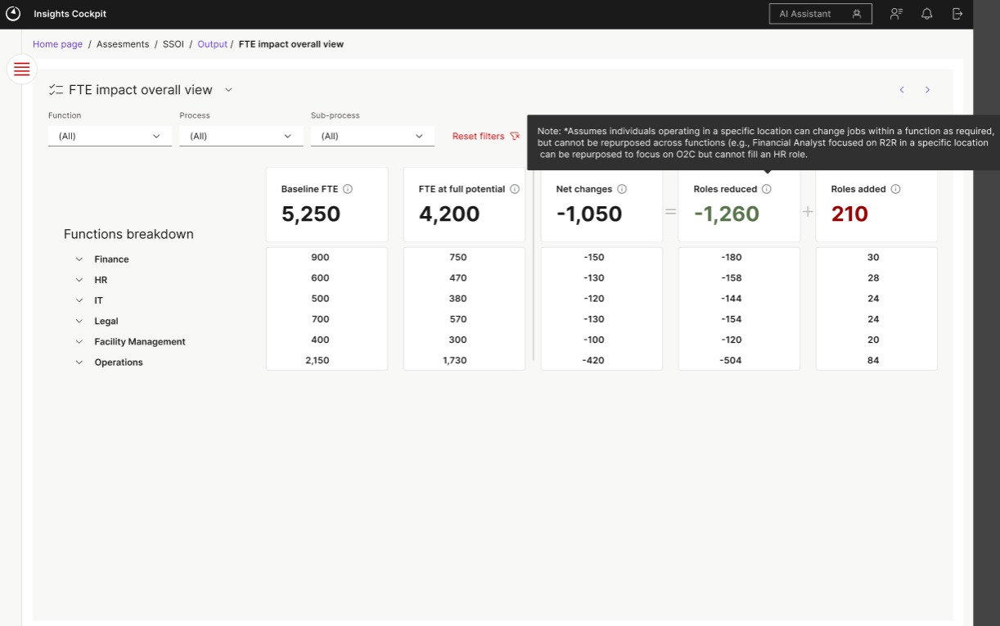 Insights Cockpit
AI Assistant
Home page / Assesments / SSOI / Output / FTE impact overall view
FTE impact overall view
Function
Process
Sub-process
(All)
(All)
(All)
Reset filters
Note: *Assumes individuals operating in a specific location can change jobs within a function as required,
but cannot be repurposed across functions (e.g., Financial Analyst focused on R2R in a specific location
can be repurposed to focus on O2C but cannot fill an HR role.
Baseline FTE
5,250
FTE at full potential
4,200
Net changes
-1,050
=
Roles reduced
-1,260
+
Roles added
210
Functions breakdown
Finance 900 750 -150 -180 30
HR 600 470 -130 -158 28
IT 500 380 -120 -144 24
Legal 700 570 -130 -154 24
Facility Management 400 300 -100 -120 20
Operations 2,150 1,730 -420 -504 84